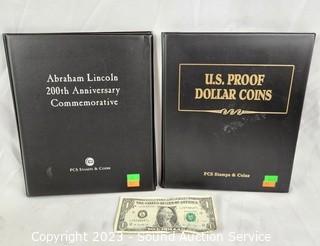 Abraham Lincoln
200th Anniversary
Commemorative
PCS Stamps & Coins
U.S. PROOF
DOLLAR COINS
PCS Stamps & Coins
Copyright 2023 - Sound Auction Service